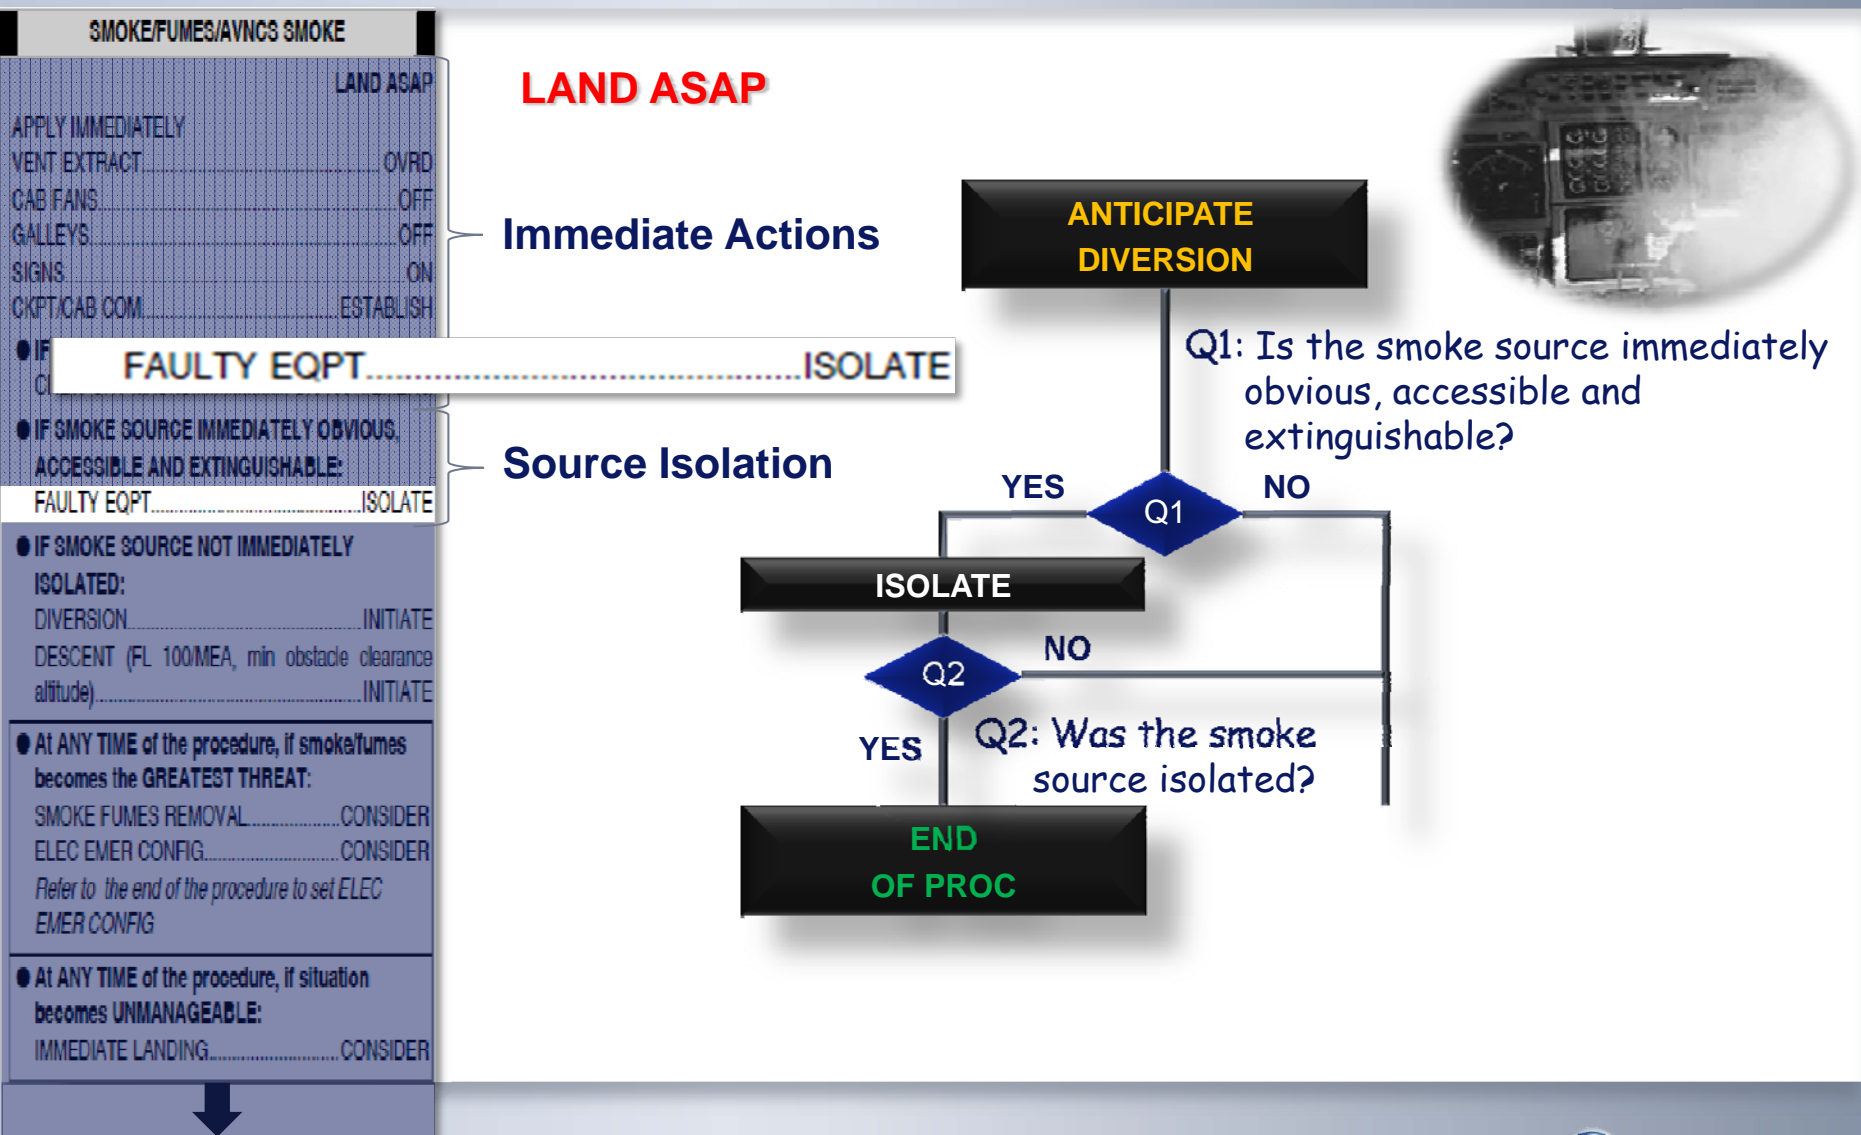 SMOKE/FUMES/AVNCS SMOKE
LAND ASAP
APPLY IMMEDIATELY
VENT EXTRACT..........OVRD
CAB FANS..........OFF
GALLEYS..........OFF
SIGNS..........ON
CKPT/CAB COM..........ESTABLISH
IF
FAULTY EQPT..........ISOLATE
IF SMOKE SOURCE IMMEDIATELY OBVIOUS,
ACCESSIBLE AND EXTINGUISHABLE:
FAULTY EQPT..........ISOLATE
IF SMOKE SOURCE NOT IMMEDIATELY
ISOLATED:
DIVERSION..........INITIATE
DESCENT (FL 100/MEA, min obstacle clearance
altitude)..........INITIATE
At ANY TIME of the procedure, if smoke/fumes
becomes the GREATEST THREAT:
SMOKE FUMES REMOVAL..........CONSIDER
ELEC EMER CONFIG..........CONSIDER
Refer to the end of the procedure to set ELEC
EMER CONFIG
At ANY TIME of the procedure, if situation
becomes UNMANAGEABLE:
IMMEDIATE LANDING..........CONSIDER
LAND ASAP
Immediate Actions
Source Isolation
ANTICIPATE
DIVERSION
Q1: Is the smoke source immediately
obvious, accessible and
extinguishable?
YES
Q1
NO
ISOLATE
Q2
NO
YES
Q2: Was the smoke
source isolated?
END
OF PROC